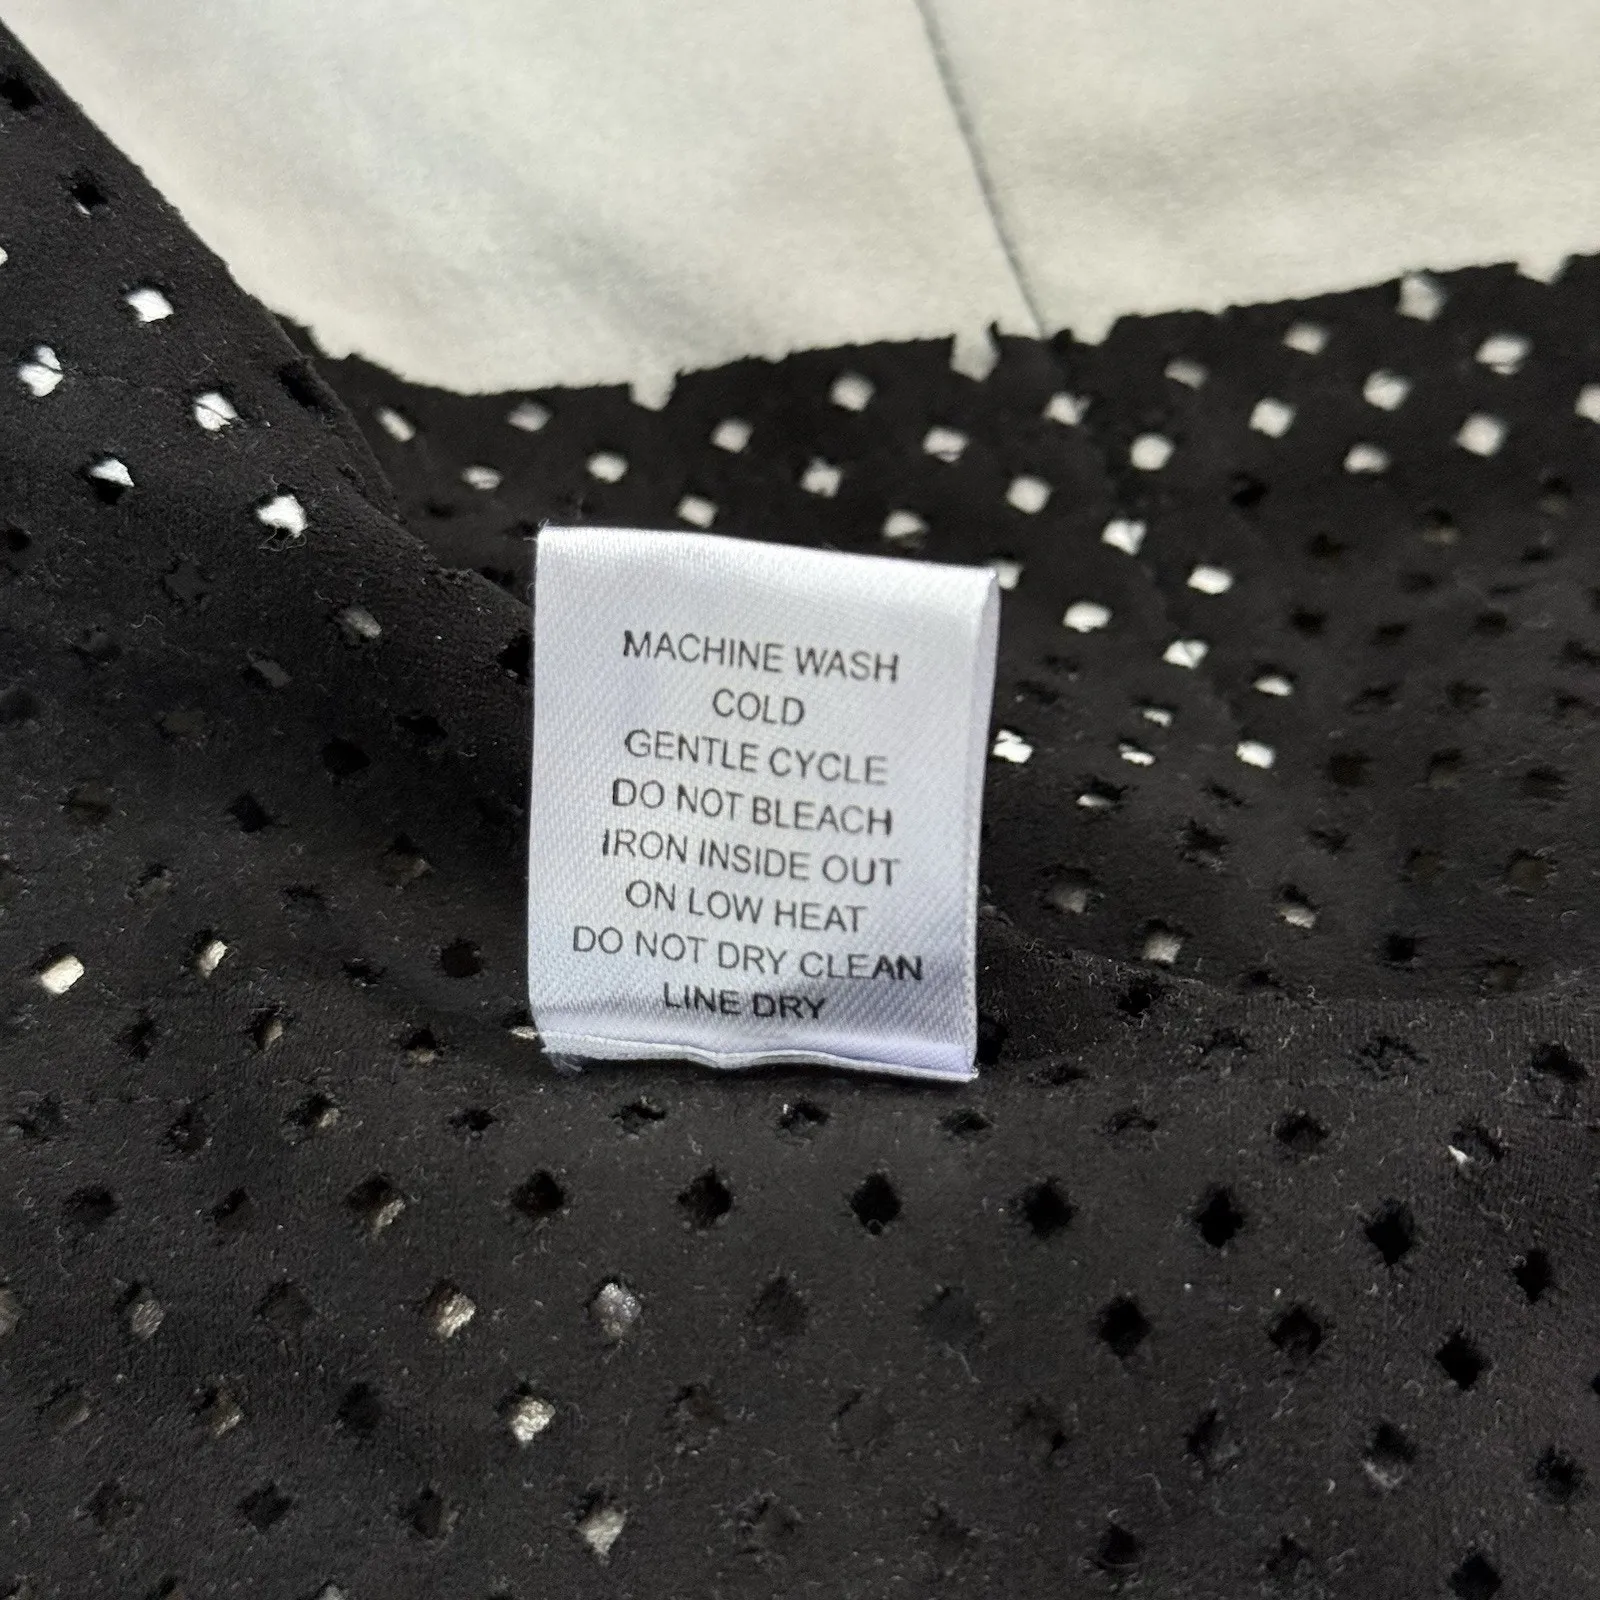 MACHINE WASH
COLD
GENTLE CYCLE
DO NOT BLEACH
IRON INSIDE OUT
ON LOW HEAT
DO NOT DRY CLEAN
LINE DRY